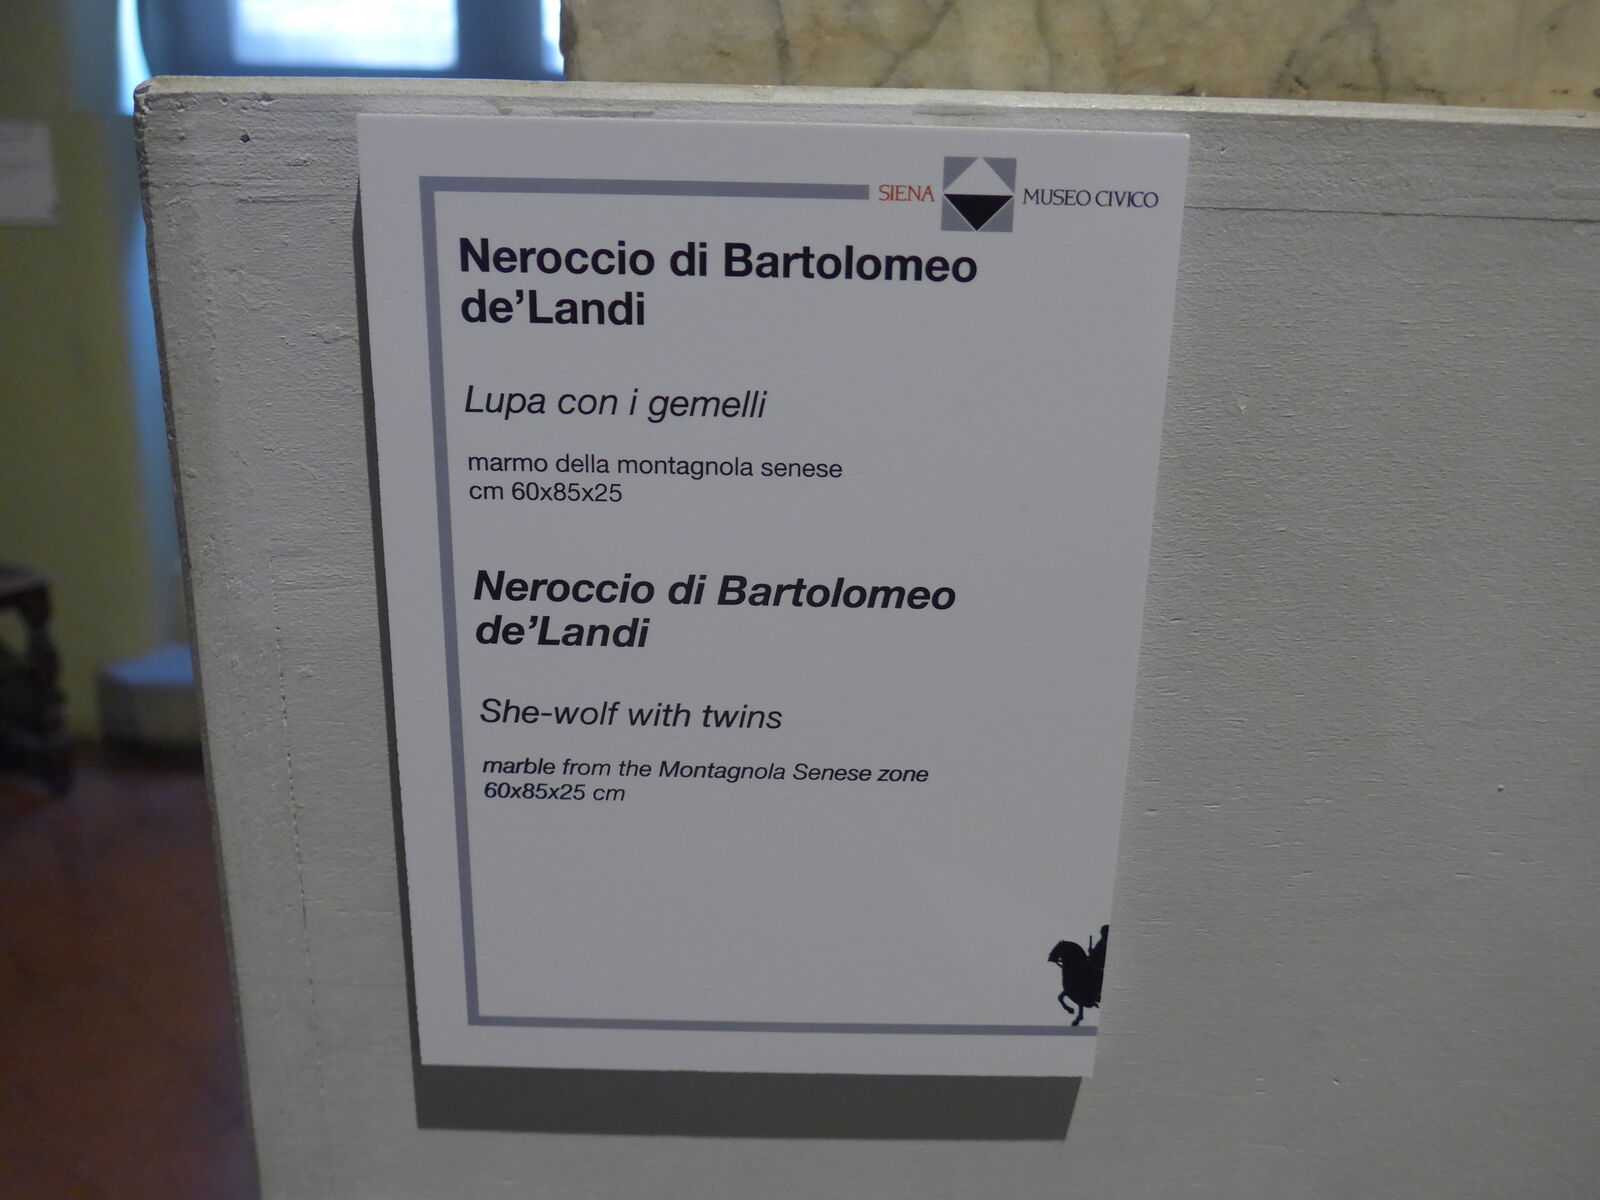 SIENA MUSEO CIVICO
Neroccio di Bartolomeo
de'Landi
Lupa con i gemelli
marmo della montagnola senese
cm 60x85x25
Neroccio di Bartolomeo
de'Landi
She-wolf with twins
marble from the Montagnola Senese zone
60x85x25 cm